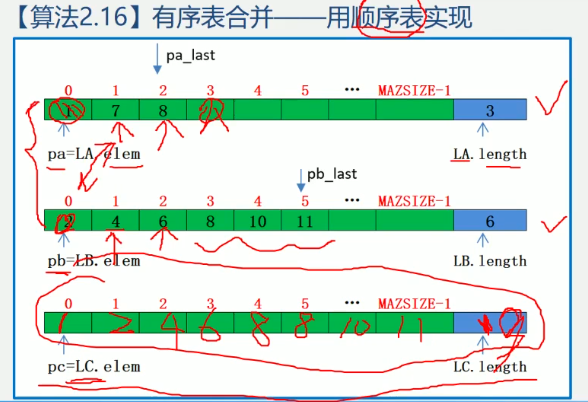 【算法2.16】有序表合并——用顺序表实现
pa_last
0 1 2 3 4 5 ··· MAZSIZE-1
1 7 8 3
pa=LA.elem LA.length
pb_last
0 1 2 3 4 5 ··· MAZSIZE-1
2 4 6 8 10 11 6
pb=LB.elem LB.length
0 1 2 3 4 5 ··· MAZSIZE-1
1 2 4 6 8 8 10 11
pc=LC.elem LC.length